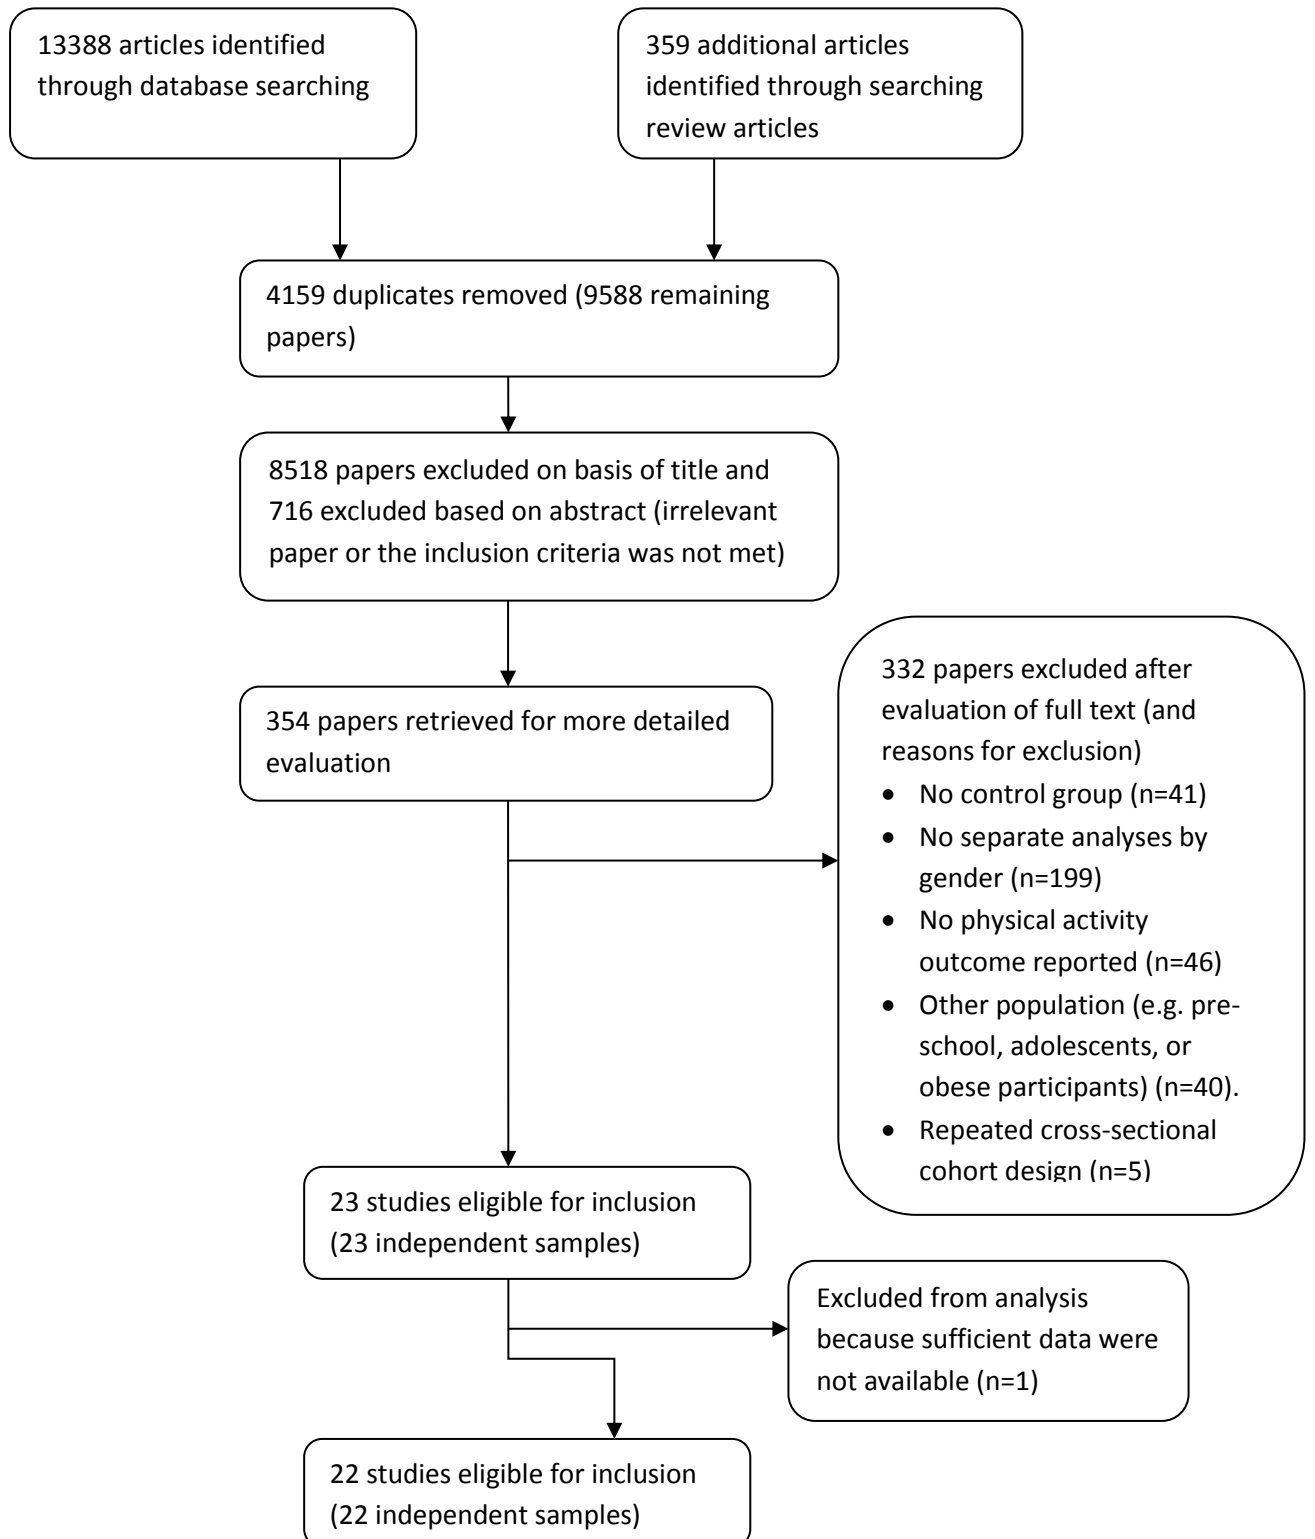 13388 articles identified
through database searching
359 additional articles
identified through searching
review articles
4159 duplicates removed (9588 remaining
papers)
8518 papers excluded on basis of title and
716 excluded based on abstract (irrelevant
paper or the inclusion criteria was not met)
354 papers retrieved for more detailed
evaluation
332 papers excluded after
evaluation of full text (and
reasons for exclusion)
• No control group (n=41)
• No separate analyses by
gender (n=199)
• No physical activity
outcome reported (n=46)
• Other population (e.g. pre-
school, adolescents, or
obese participants) (n=40).
• Repeated cross-sectional
cohort design (n=5)
23 studies eligible for inclusion
(23 independent samples)
Excluded from analysis
because sufficient data were
not available (n=1)
22 studies eligible for inclusion
(22 independent samples)